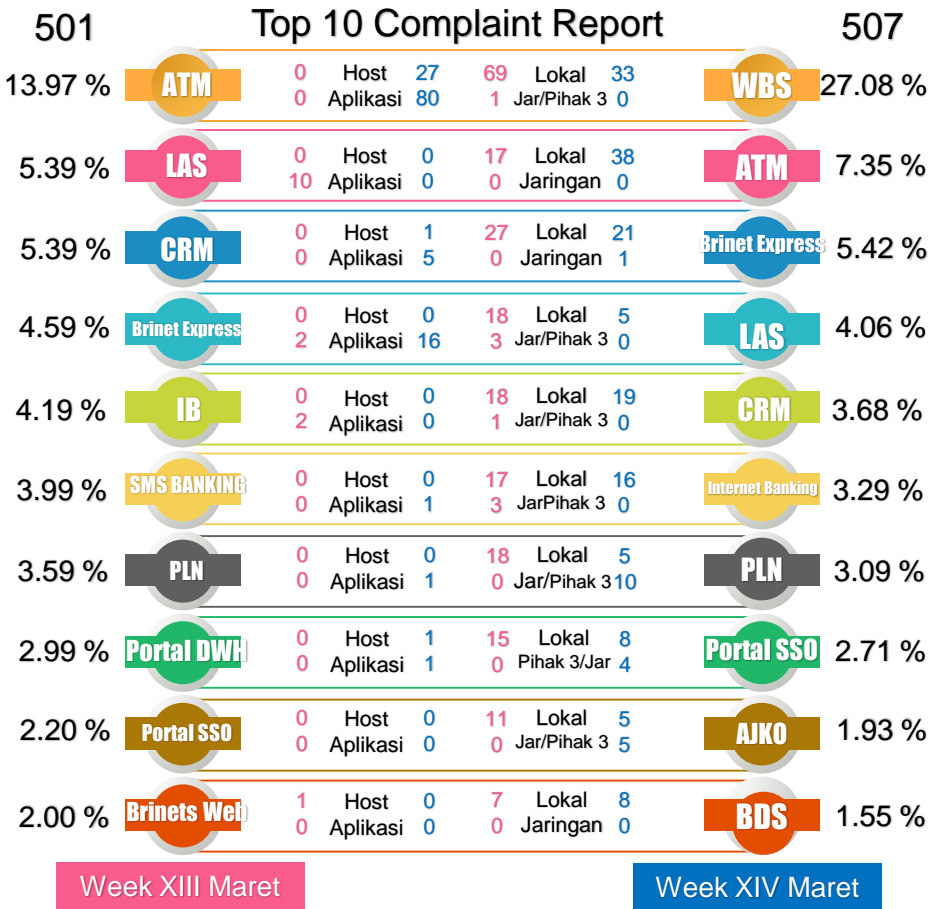 501 Top 10 Complaint Report 507
13.97 % ATM 0 Host 27 69 Lokal 33 WBS 27.08 %
0 Aplikasi 80 1 Jar/Pihak 3 0
5.39 % LAS 0 Host 0 17 Lokal 38 ATM 7.35 %
10 Aplikasi 0 0 Jaringan 0
5.39 % CRM 0 Host 1 27 Lokal 21 Brinet Express 5.42 %
0 Aplikasi 5 0 Jaringan 1
4.59 % Brinet Express 0 Host 0 18 Lokal 5 LAS 4.06 %
2 Aplikasi 16 3 Jar/Pihak 3 0
4.19 % IB 0 Host 0 18 Lokal 19 CRM 3.68 %
2 Aplikasi 0 1 Jar/Pihak 3 0
3.99 % SMS BANKING 0 Host 0 17 Lokal 16 Internet Banking 3.29 %
0 Aplikasi 1 3 JarPihak 3 0
3.59 % PLN 0 Host 0 18 Lokal 5 PLN 3.09 %
0 Aplikasi 1 0 Jar/Pihak 3 10
2.99 % Portal DWH 0 Host 1 15 Lokal 8 Portal SSO 2.71 %
0 Aplikasi 1 0 Pihak 3/Jar 4
2.20 % Portal SSO 0 Host 0 11 Lokal 5 AJKO 1.93 %
0 Aplikasi 0 0 Jar/Pihak 3 5
2.00 % Brinets Web 1 Host 0 7 Lokal 8 BDS 1.55 %
0 Aplikasi 0 0 Jaringan 0
Week XIII Maret Week XIV Maret